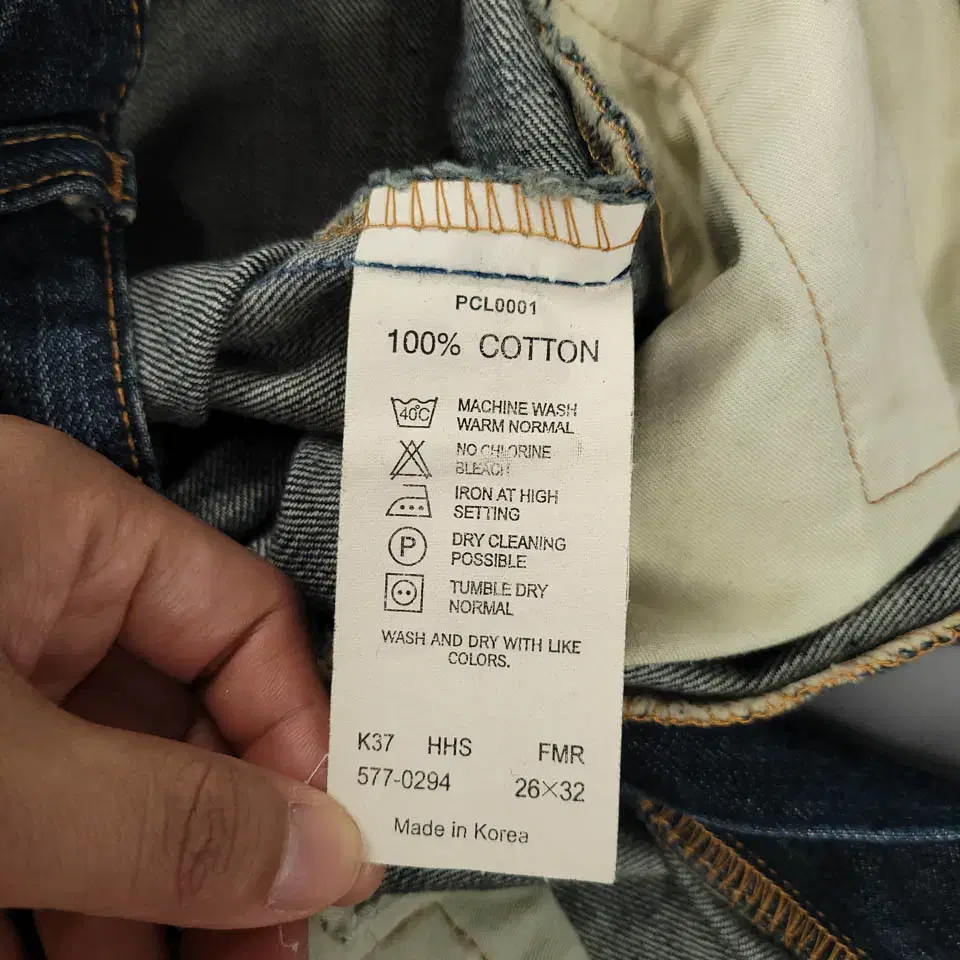 PCL0001
100% COTTON
40C
MACHINE WASH
WARM NORMAL
NO CHLORINE
BLEACH
IRON AT HIGH
SETTING
P
DRY CLEANING
POSSIBLE
TUMBLE DRY
NORMAL
WASH AND DRY WITH LIKE
COLORS.
K37 HHS FMR
577-0294 26×32
Made in Korea